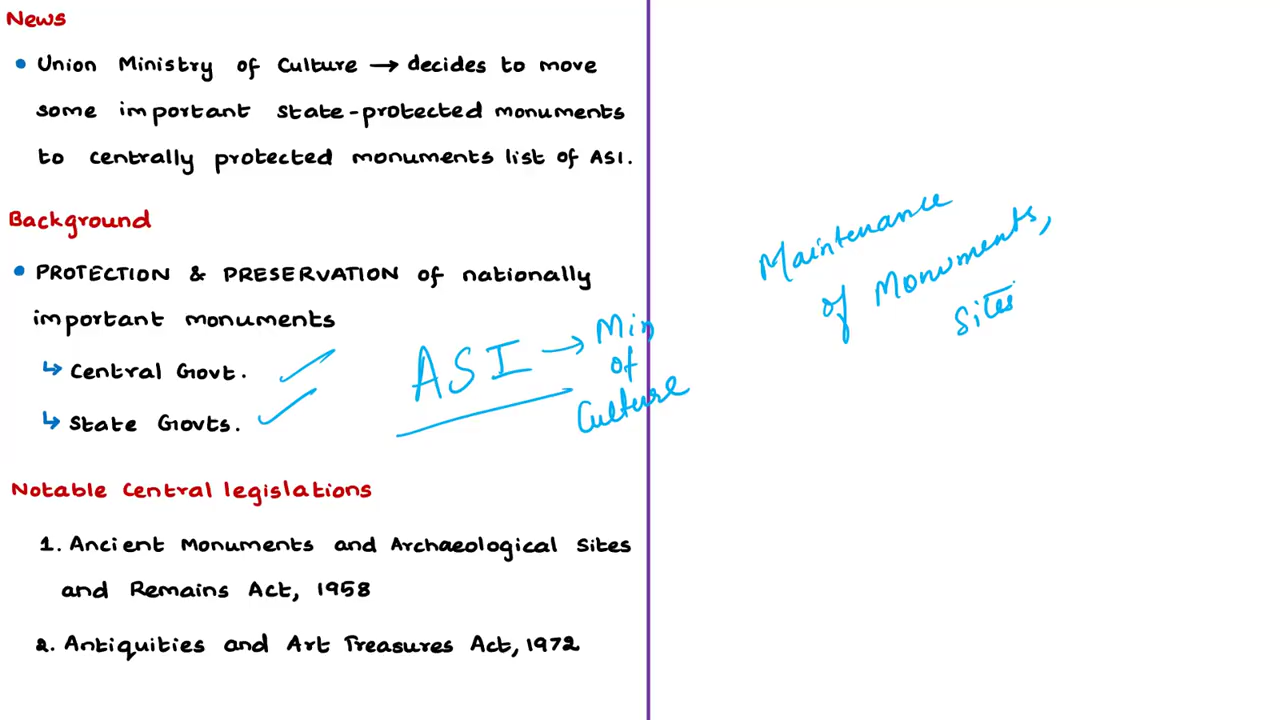 News
• Union Ministry of Culture → decides to move
some important state-protected monuments
to centrally protected monuments list of ASI.
Background
• PROTECTION & PRESERVATION of nationally
important monuments
↳ Central Govt.
↳ State Govts.
ASI → Min
of
Culture
Notable Central legislations
1. Ancient Monuments and Archaeological Sites
and Remains Act, 1958
2. Antiquities and Art Treasures Act, 1972
Maintenance
of Monuments,
Sites